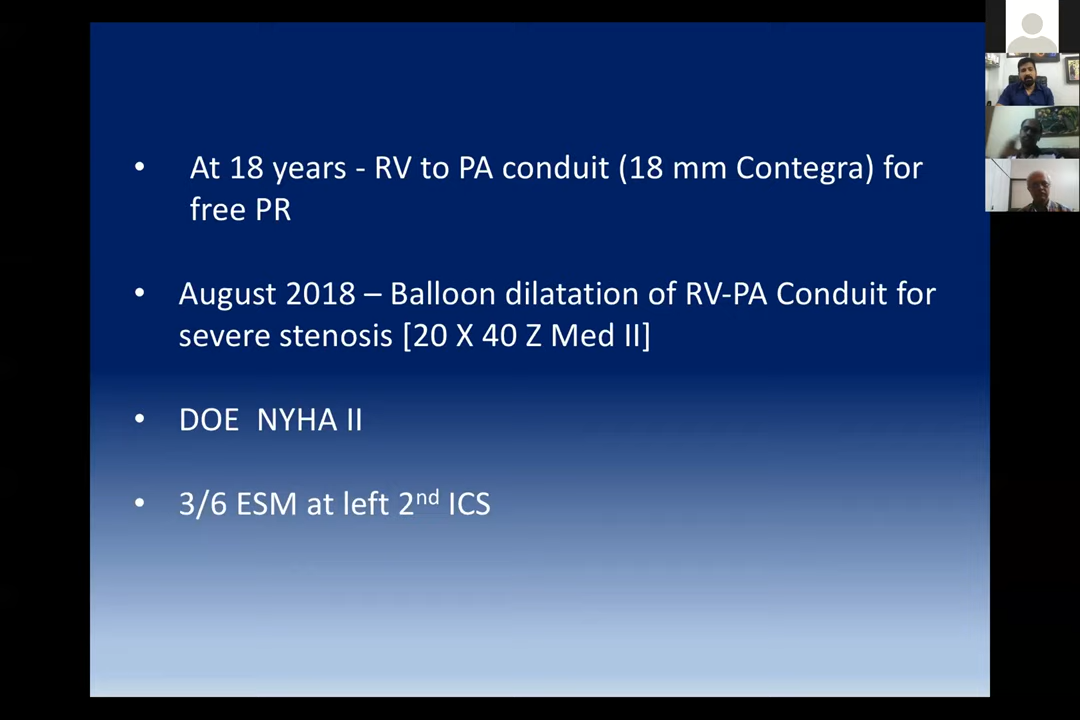 • At 18 years - RV to PA conduit (18 mm Contegra) for
free PR
• August 2018 – Balloon dilatation of RV-PA Conduit for
severe stenosis [20 X 40 Z Med II]
• DOE  NYHA II
• 3/6 ESM at left 2nd ICS